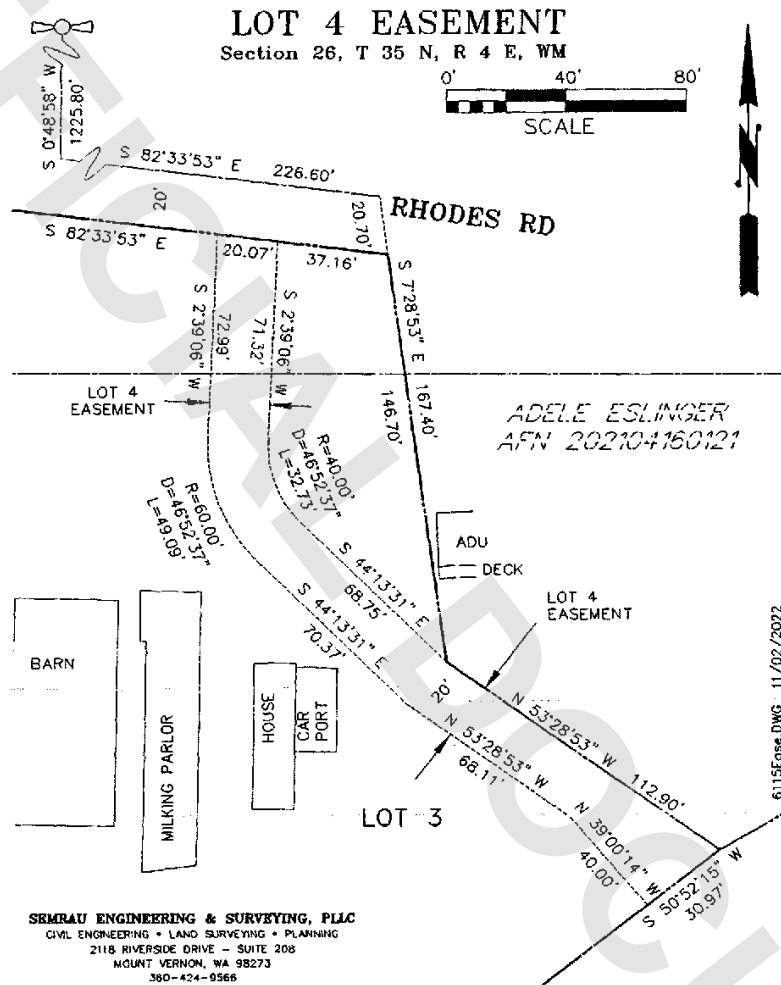 LOT 4 EASEMENT
Section 26, T 35 N, R 4 E, WM
0' 40' 80'
SCALE
S 0°48'58" W
1225.80'
S 82°33'53" E 226.60'
20'
RHODES RD
20.70'
S 82°33'53" E
20.07'
37.16'
S 2°39'06" W
72.99'
S 2°39'06" W
71.32'
S 7°28'53" E 167.40'
146.70'
N
LOT 4
EASEMENT
ADELE ESLINGER
AFN 202104160121
R=40.00'
D=46°52'37"
L=32.73'
R=60.00'
D=46°52'37"
L=49.09'
ADU
DECK
S 44°13'31" E
68.75'
S 44°13'31" E
70.37'
LOT 4
EASEMENT
20'
BARN
MILKING PARLOR
HOUSE
CAR
PORT
N 53°28'53" W
112.90'
N 53°28'53" W
68.11'
LOT 3
N 39°00'14" W
40.00'
S 50°52'15" W
30.97'
6115Ease.DWG 11/02/2022
SEMRAU ENGINEERING & SURVEYING, PLLC
CIVIL ENGINEERING • LAND SURVEYING • PLANNING
2118 RIVERSIDE DRIVE – SUITE 208
MOUNT VERNON, WA 98273
360-424-9566
FICIAL DOC